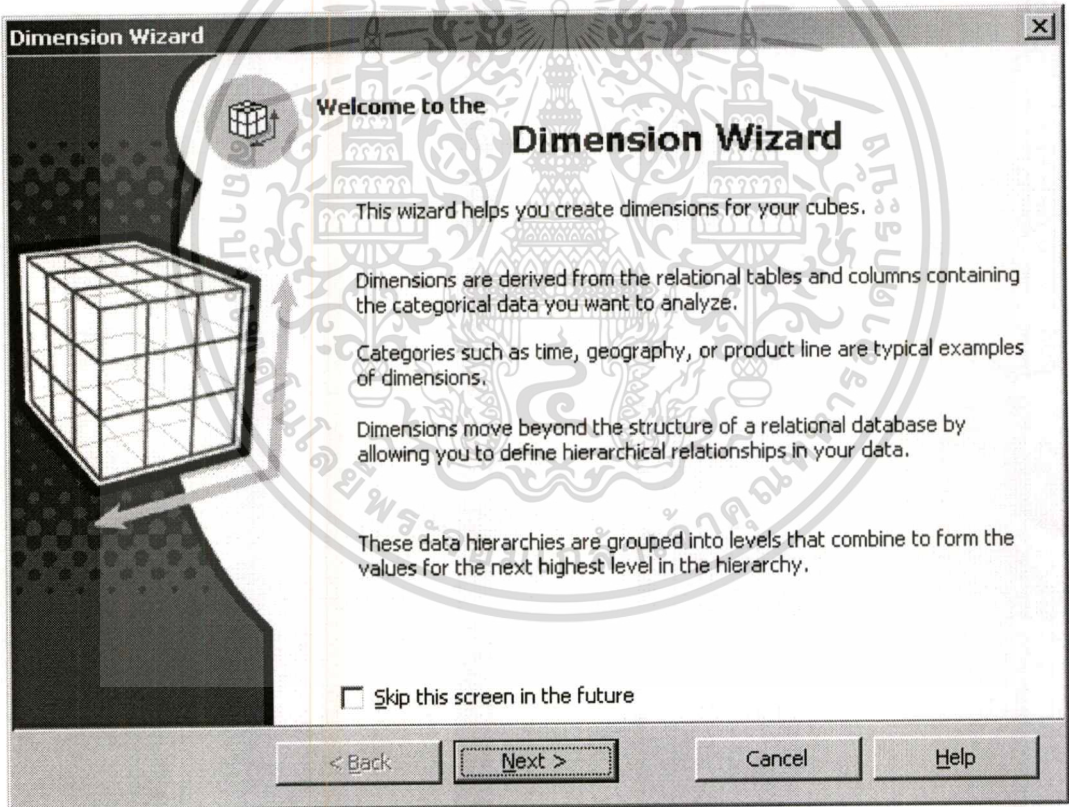 Dimension Wizard
Welcome to the
Dimension Wizard
This wizard helps you create dimensions for your cubes.
Dimensions are derived from the relational tables and columns containing
the categorical data you want to analyze.
Categories such as time, geography, or product line are typical examples
of dimensions.
Dimensions move beyond the structure of a relational database by
allowing you to define hierarchical relationships in your data.
These data hierarchies are grouped into levels that combine to form the
values for the next highest level in the hierarchy.
Skip this screen in the future
< Back
Next >
Cancel
Help